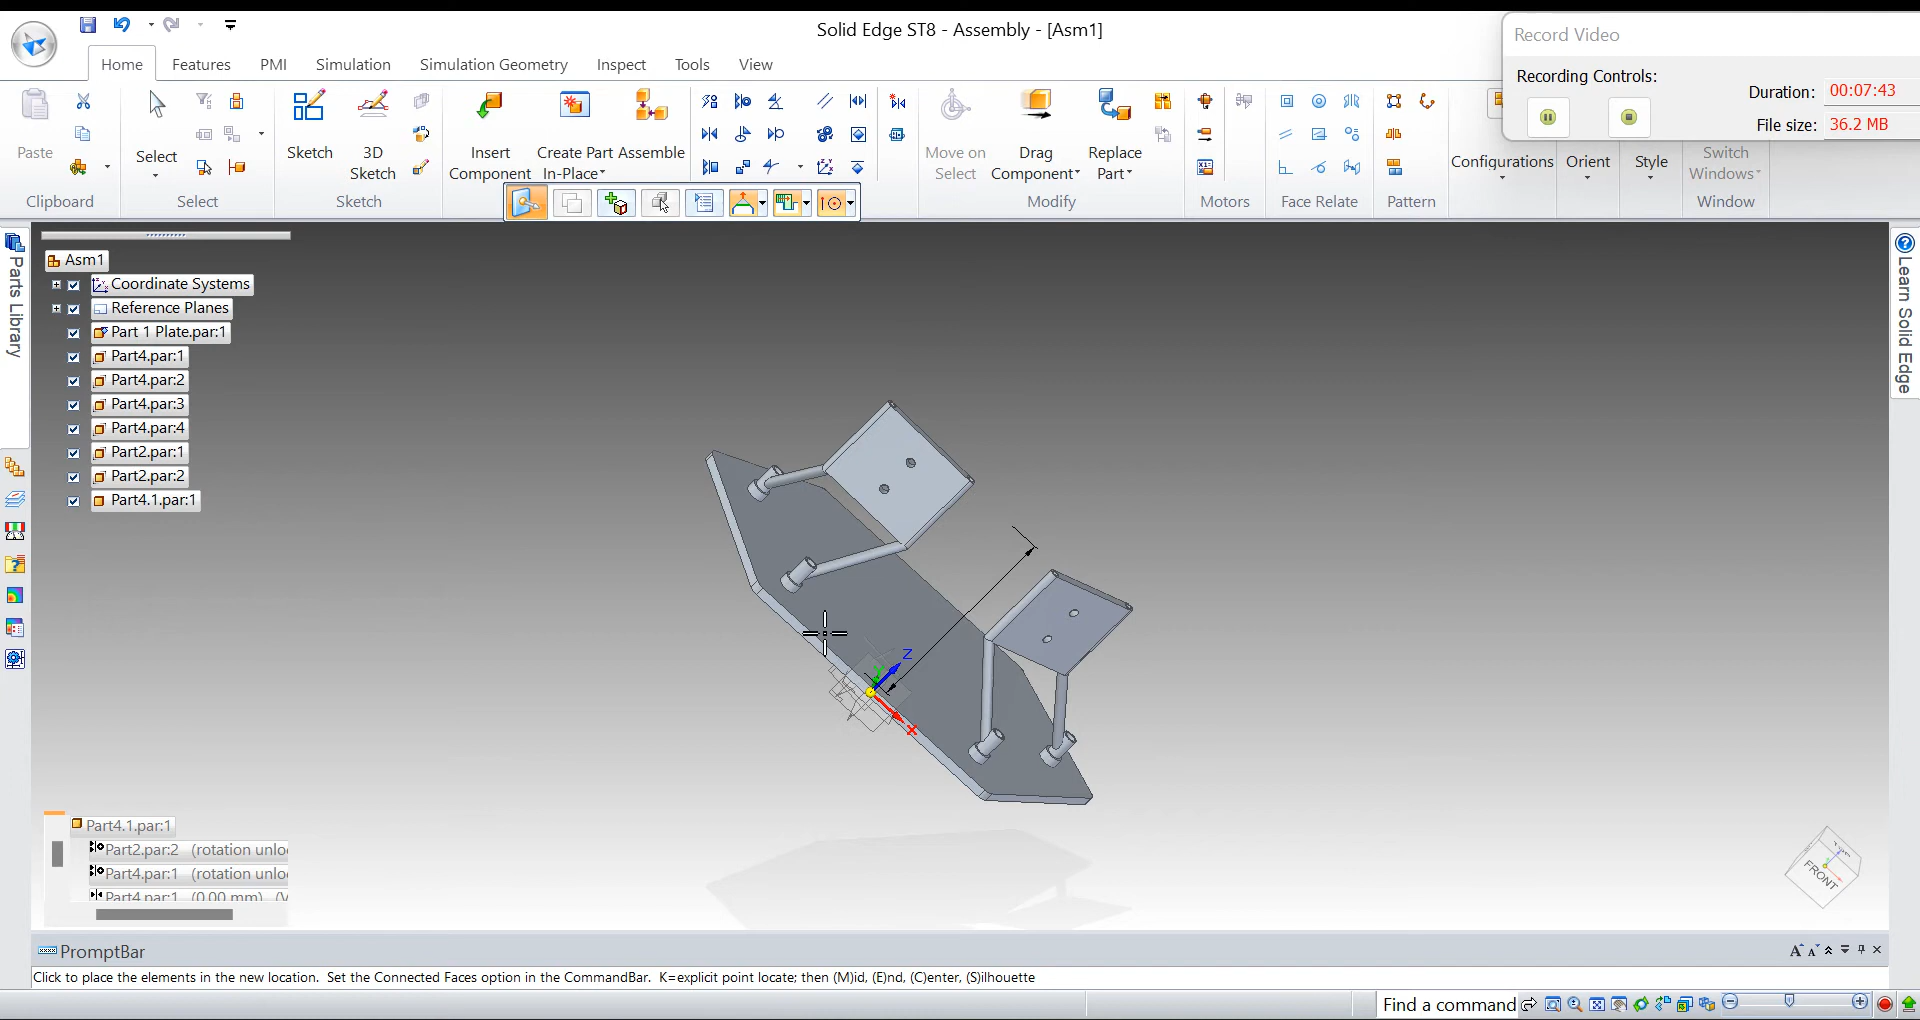 Solid Edge ST8 - Assembly - [Asm1]
Record Video
Home Features PMI Simulation Simulation Geometry Inspect Tools View
Recording Controls:
Duration: 00:07:43
File size: 36.2 MB
Paste
Select
Sketch
3D
Sketch
Insert
Component
Create Part
In-Place
Assemble
Move on
Select
Drag
Component
Replace
Part
Configurations
Orient
Style
Switch
Windows
Clipboard Select Sketch Modify Motors Face Relate Pattern Window
Parts Library
Learn Solid Edge
Asm1
Coordinate Systems
Reference Planes
Part 1 Plate.par:1
Part4.par:1
Part4.par:2
Part4.par:3
Part4.par:4
Part2.par:1
Part2.par:2
Part4.1.par:1
Z
X
FRONT
Part4.1.par:1
Part2.par:2 (rotation unlo
Part4.par:1 (rotation unlo
Part4.par:1 (0.00 mm) (V
PromptBar
Click to place the elements in the new location. Set the Connected Faces option in the CommandBar. K=explicit point locate; then (M)id, (E)nd, (C)enter, (S)ilhouette
Find a command